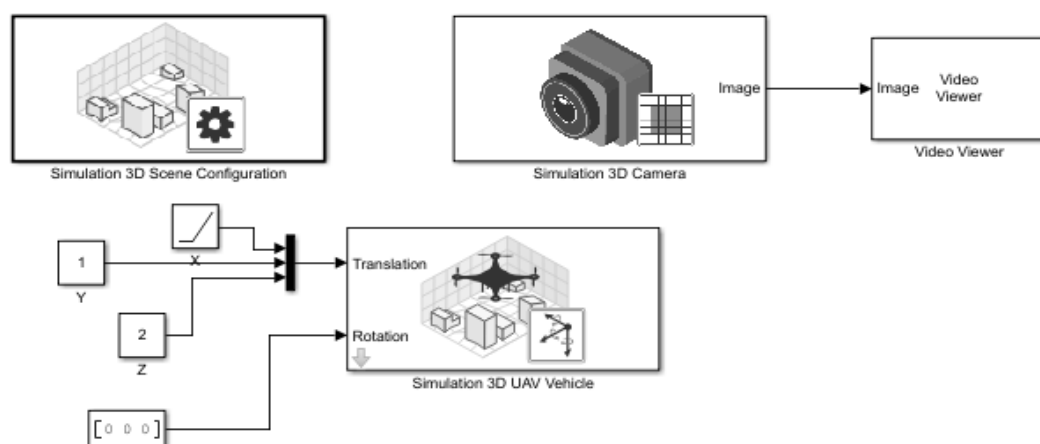 Image
Image
Video
Viewer
Simulation 3D Scene Configuration
Simulation 3D Camera
Video Viewer
X
1
Y
Translation
2
Z
Rotation
Simulation 3D UAV Vehicle
[0 0 0]